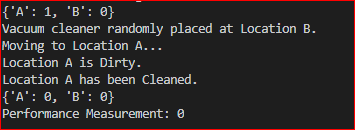 {'A': 1, 'B': 0}
Vacuum cleaner randomly placed at Location B.
Moving to Location A...
Location A is Dirty.
Location A has been Cleaned.
{'A': 0, 'B': 0}
Performance Measurement: 0